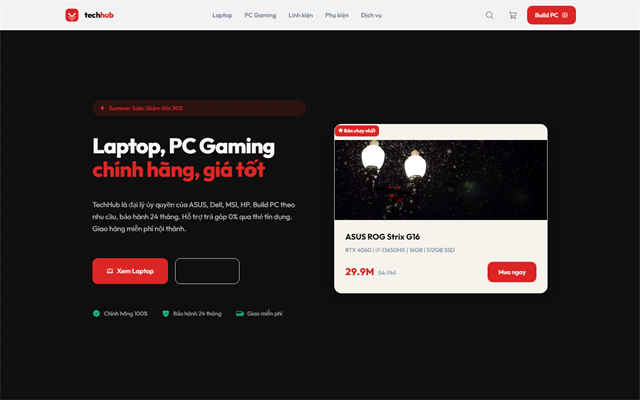 techhub
Laptop
PC Gaming
Linh kiện
Phụ kiện
Dịch vụ
Build PC
Summer Sale: Giảm đến 30%
Laptop, PC Gaming
chính hãng, giá tốt
TechHub là đại lý ủy quyền của ASUS, Dell, MSI, HP. Build PC theo
nhu cầu, bảo hành 24 tháng. Hỗ trợ trả góp 0% qua thẻ tín dụng.
Giao hàng miễn phí nội thành.
Xem Laptop
Chính hãng 100%
Bảo hành 24 tháng
Giao miễn phí
Bán chạy nhất
ASUS ROG Strix G16
RTX 4060 | i7-13650HX | 16GB | 512GB SSD
29.9M
34.9M
Mua ngay